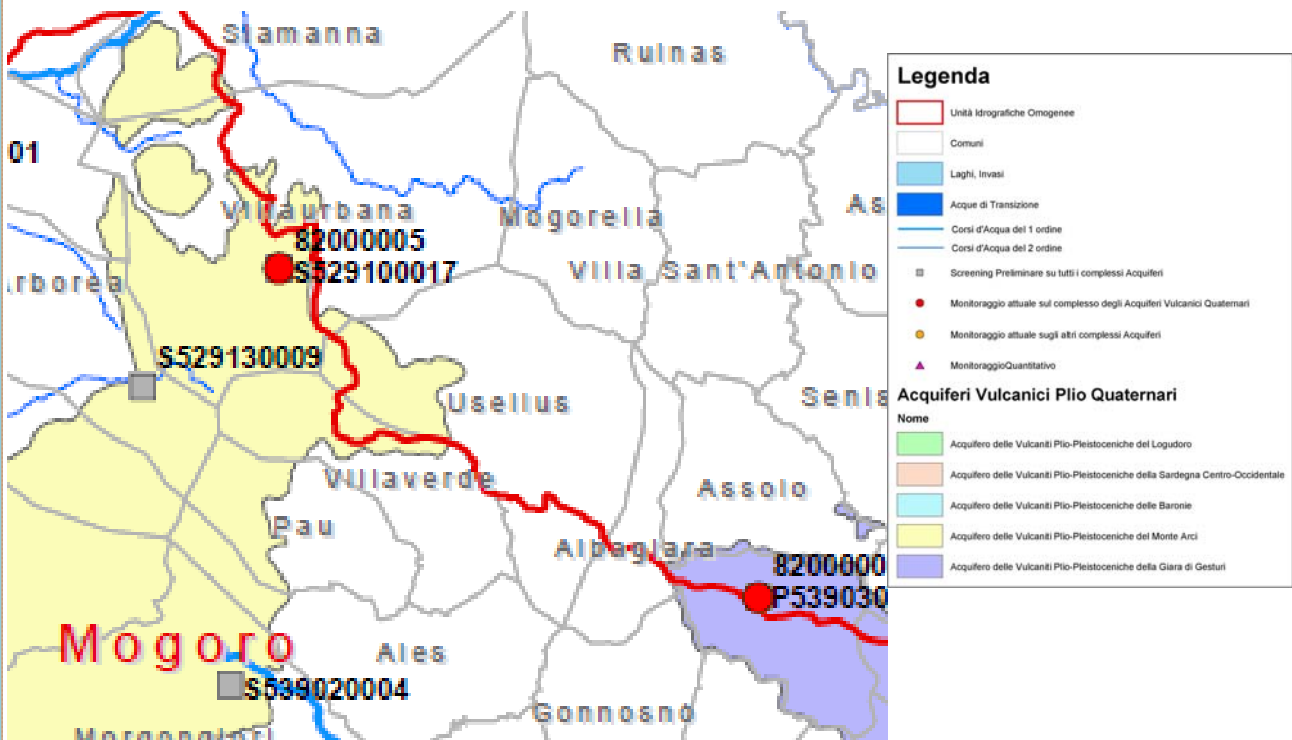 Siamanna
Ruinas
01
As
Villaurbana
Mogorella
82000005
S529100017
Villa Sant'Antonio
rborea
S529130009
Usellus
Senis
Villaverde
Assolo
Pau
Albagiara
8200000
P539030
Mogoro
Ales
S539020004
Gonnosno
Morgongiori
Legenda
Unità Idrografiche Omogenee
Comuni
Laghi, Invasi
Acque di Transizione
Corsi d'Acqua del 1 ordine
Corsi d'Acqua del 2 ordine
Screening Preliminare su tutti i complessi Acquiferi
Monitoraggio attuale sul complesso degli Acquiferi Vulcanici Quaternari
Monitoraggio attuale sugli altri complessi Acquiferi
MonitoraggioQuantitativo
Acquiferi Vulcanici Plio Quaternari
Nome
Acquifero delle Vulcaniti Plio-Pleistoceniche del Logudoro
Acquifero delle Vulcaniti Plio-Pleistoceniche della Sardegna Centro-Occidentale
Acquifero delle Vulcaniti Plio-Pleistoceniche delle Baronie
Acquifero delle Vulcaniti Plio-Pleistoceniche del Monte Arci
Acquifero delle Vulcaniti Plio-Pleistoceniche della Giara di Gesturi